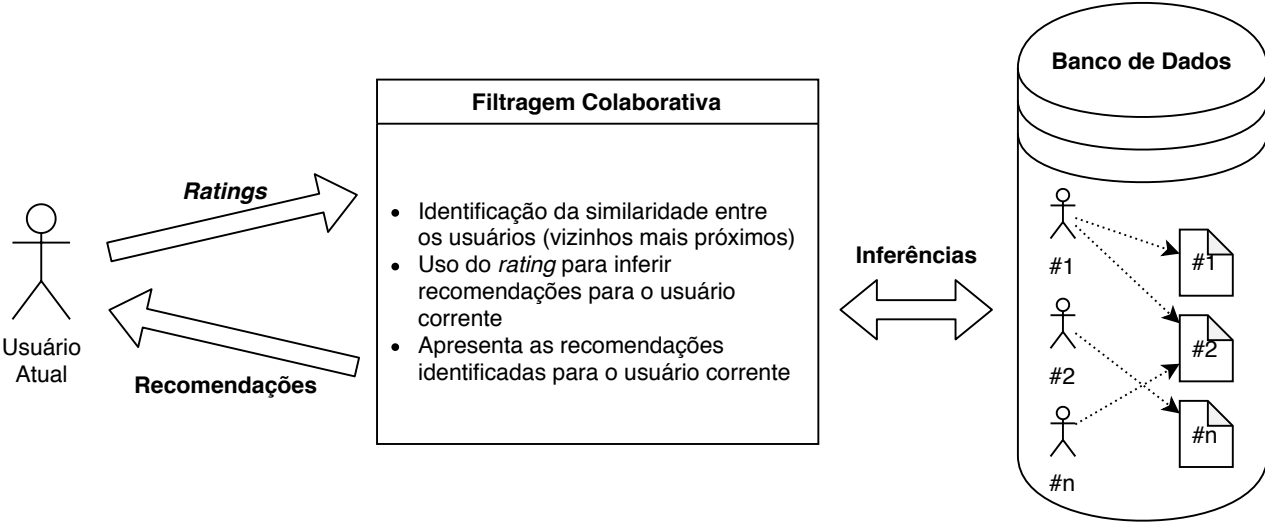 Ratings
Usuário
Atual
Recomendações
Filtragem Colaborativa
• Identificação da similaridade entre
os usuários (vizinhos mais próximos)
• Uso do rating para inferir
recomendações para o usuário
corrente
• Apresenta as recomendações
identificadas para o usuário corrente
Inferências
Banco de Dados
#1
#1
#2
#2
#n
#n